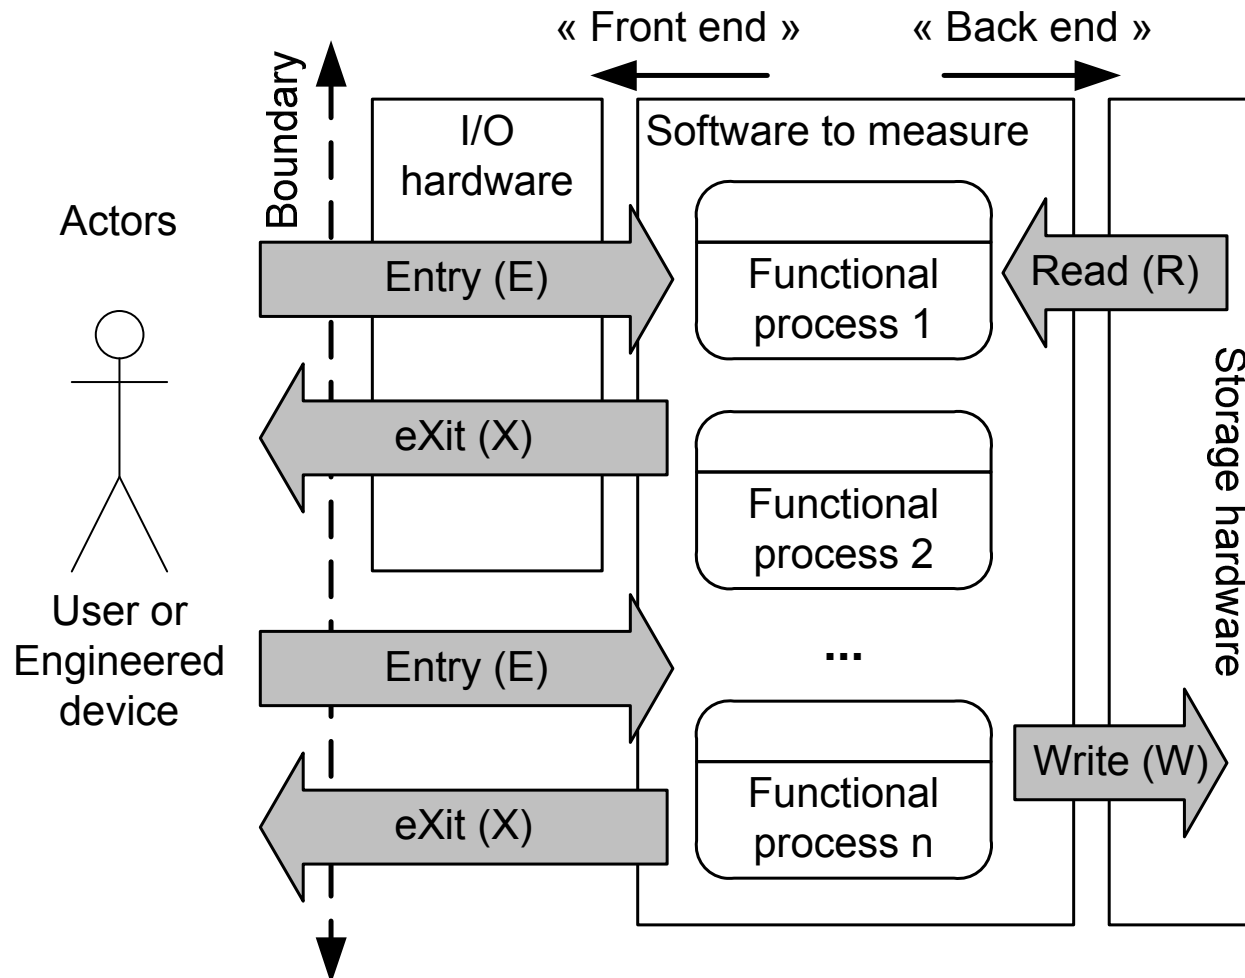 « Front end »
« Back end »
Boundary
I/O
hardware
Software to measure
Actors
Entry (E)
Functional
process 1
Read (R)
eXit (X)
Functional
process 2
Storage hardware
User or
Engineered
device
Entry (E)
...
eXit (X)
Functional
process n
Write (W)